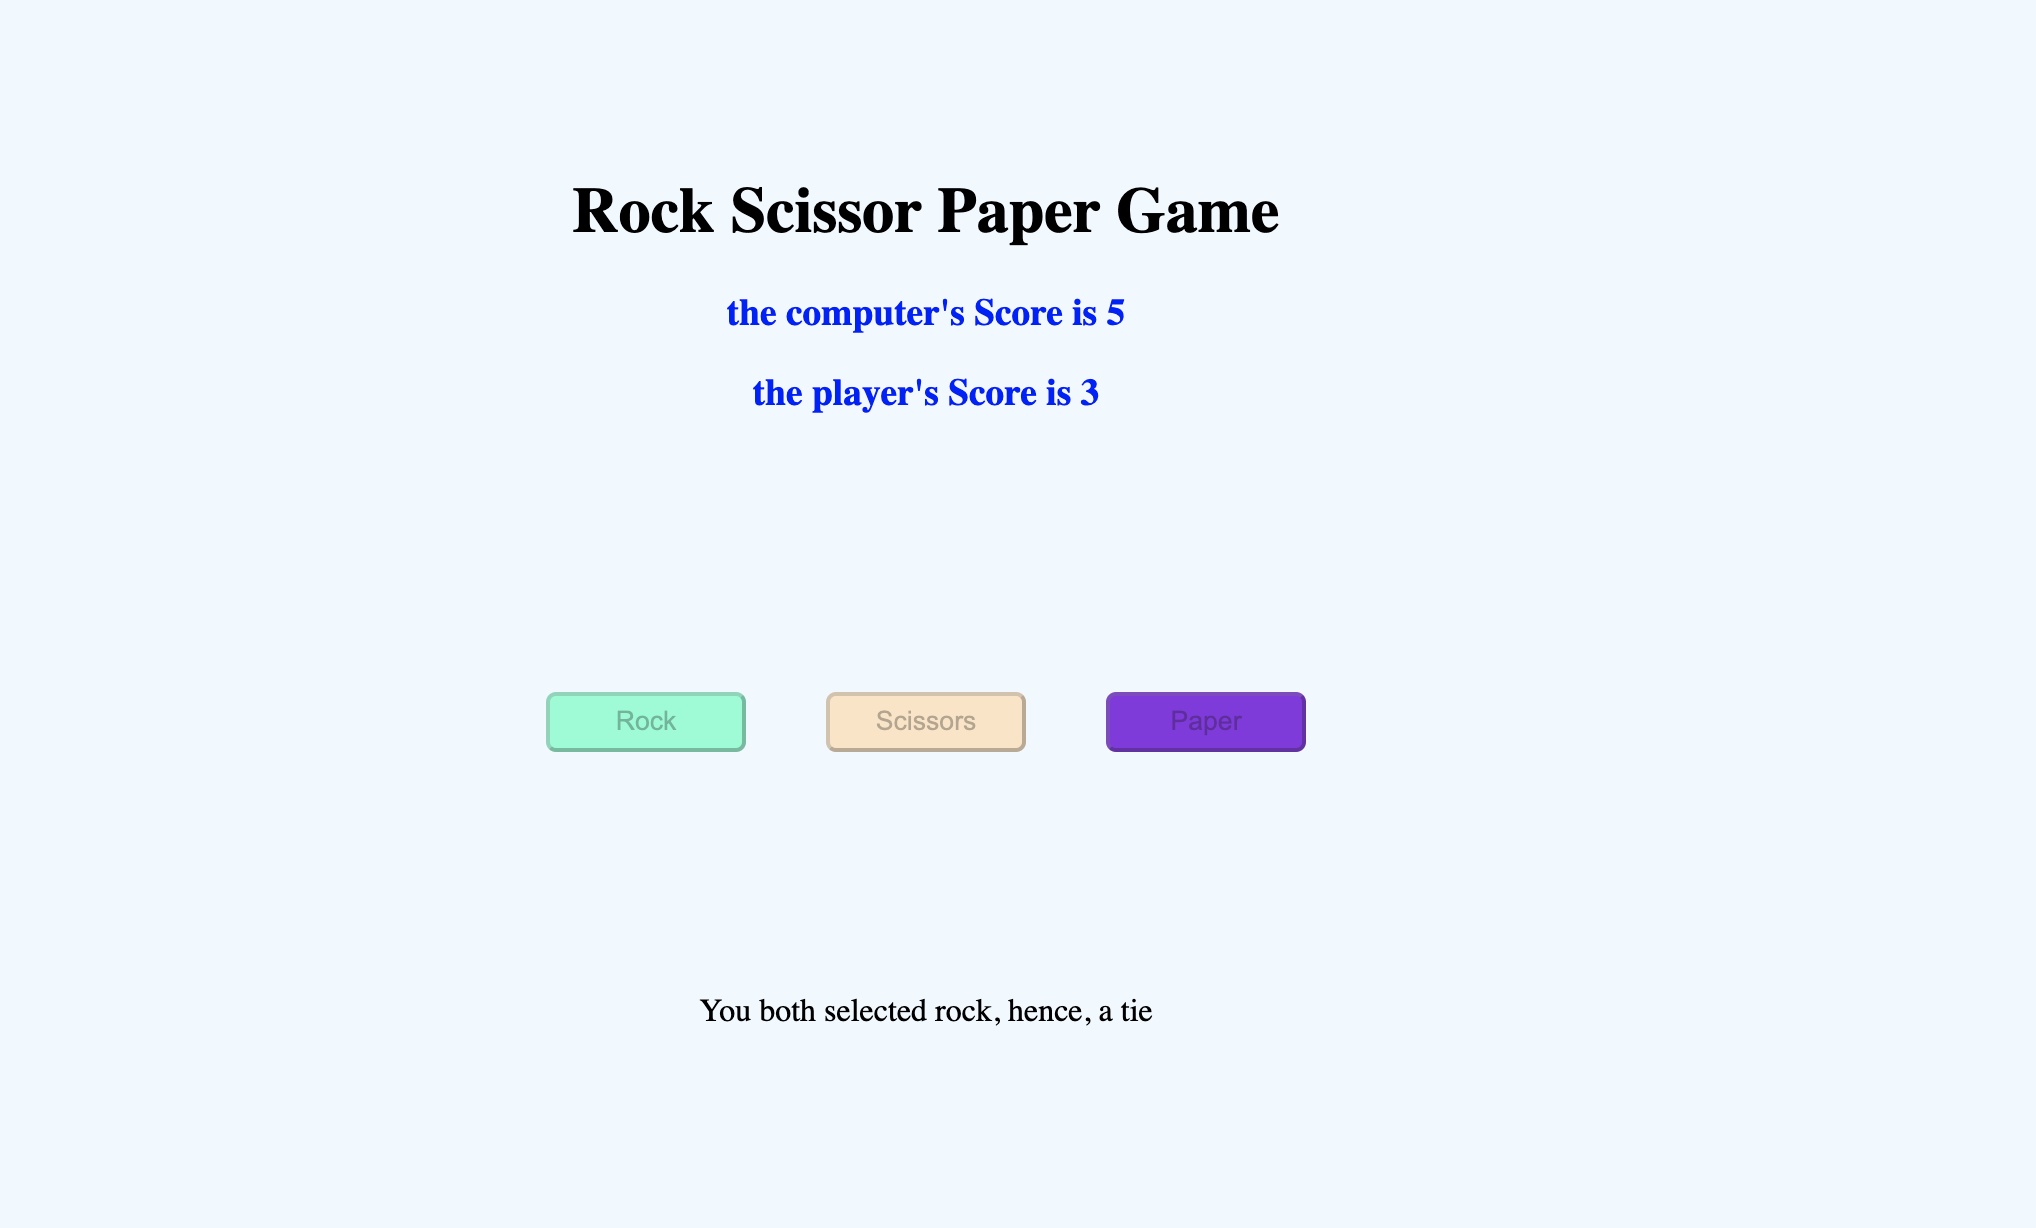 Rock Scissor Paper Game
the computer's Score is 5
the player's Score is 3
Rock Scissors Paper
You both selected rock, hence, a tie